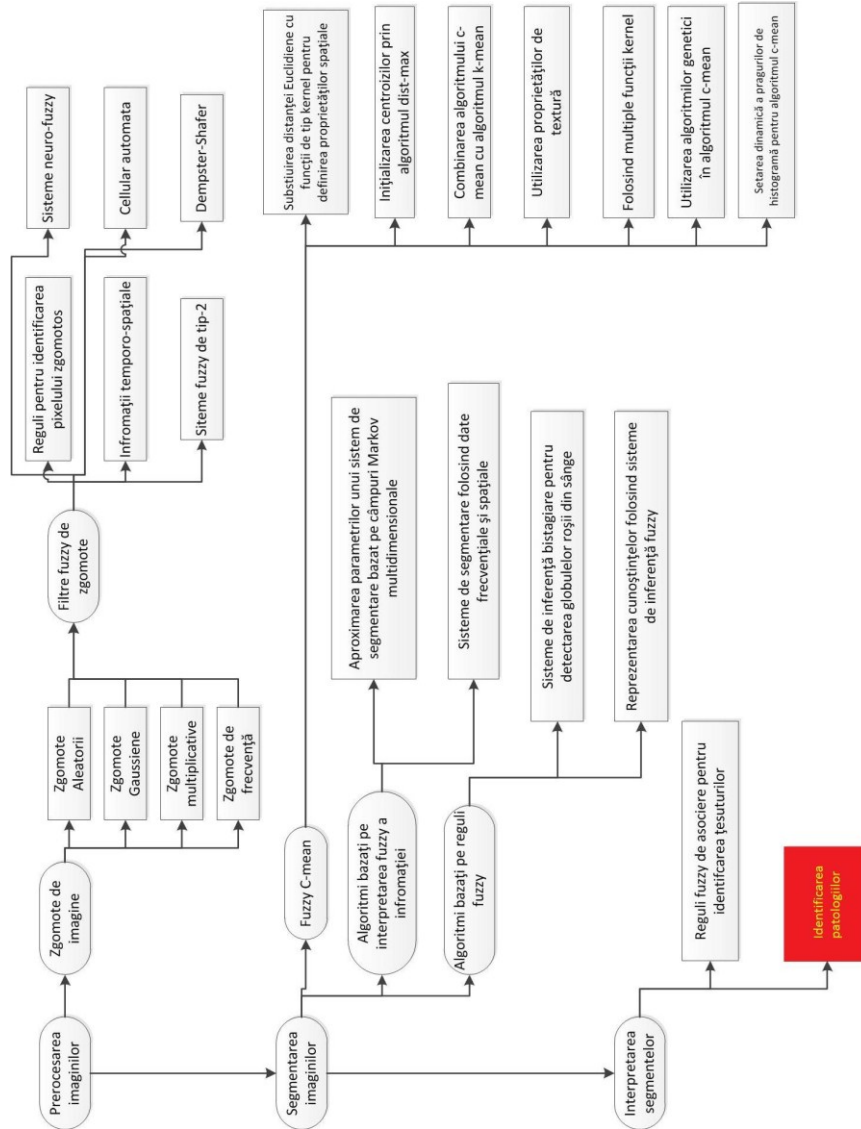 Prerocesarea
imaginilor
Zgomote de
imagine
Zgomote
Aleatorii
Zgomote
Gaussiene
Zgomote
multiplicative
Zgomote de
frecvență
Filtre fuzzy de
zgomote
Reguli pentru identificarea
pixelului zgomotos
Infromații temporo-spațiale
Siteme fuzzy de tip-2
Sisteme neuro-fuzzy
Cellular automata
Dempster-Shafer
Segmentarea
imaginilor
Fuzzy C-mean
Substiuirea distanței Euclidiene cu
funcții de tip kernel pentru
definirea proprietăților spațiale
Inițializarea centroizilor prin
algoritmul dist-max
Combinarea algoritmului c-
mean cu algoritmul k-mean
Utilizarea proprietăților de
textură
Folosind multiple funcții kernel
Utilizarea algoritmilor genetici
în algoritmul c-mean
Setarea dinamică a pragurilor de
histogramă pentru algoritmul c-mean
Algoritmi bazați pe
interpretarea fuzzy a
infromației
Aproximarea parametrilor unui sistem de
segmentare bazat pe câmpuri Markov
multidimensionale
Sisteme de segmentare folosind date
frecvențiale și spațiale
Algoritmi bazați pe reguli
fuzzy
Sisteme de inferență bistagiare pentru
detectarea globulelor roșii din sânge
Reprezentarea cunoștințelor folosind sisteme
de inferență fuzzy
Interpretarea
segmentelor
Reguli fuzzy de asociere pentru
identifcarea țesuturilor
Identificarea
patologiilor